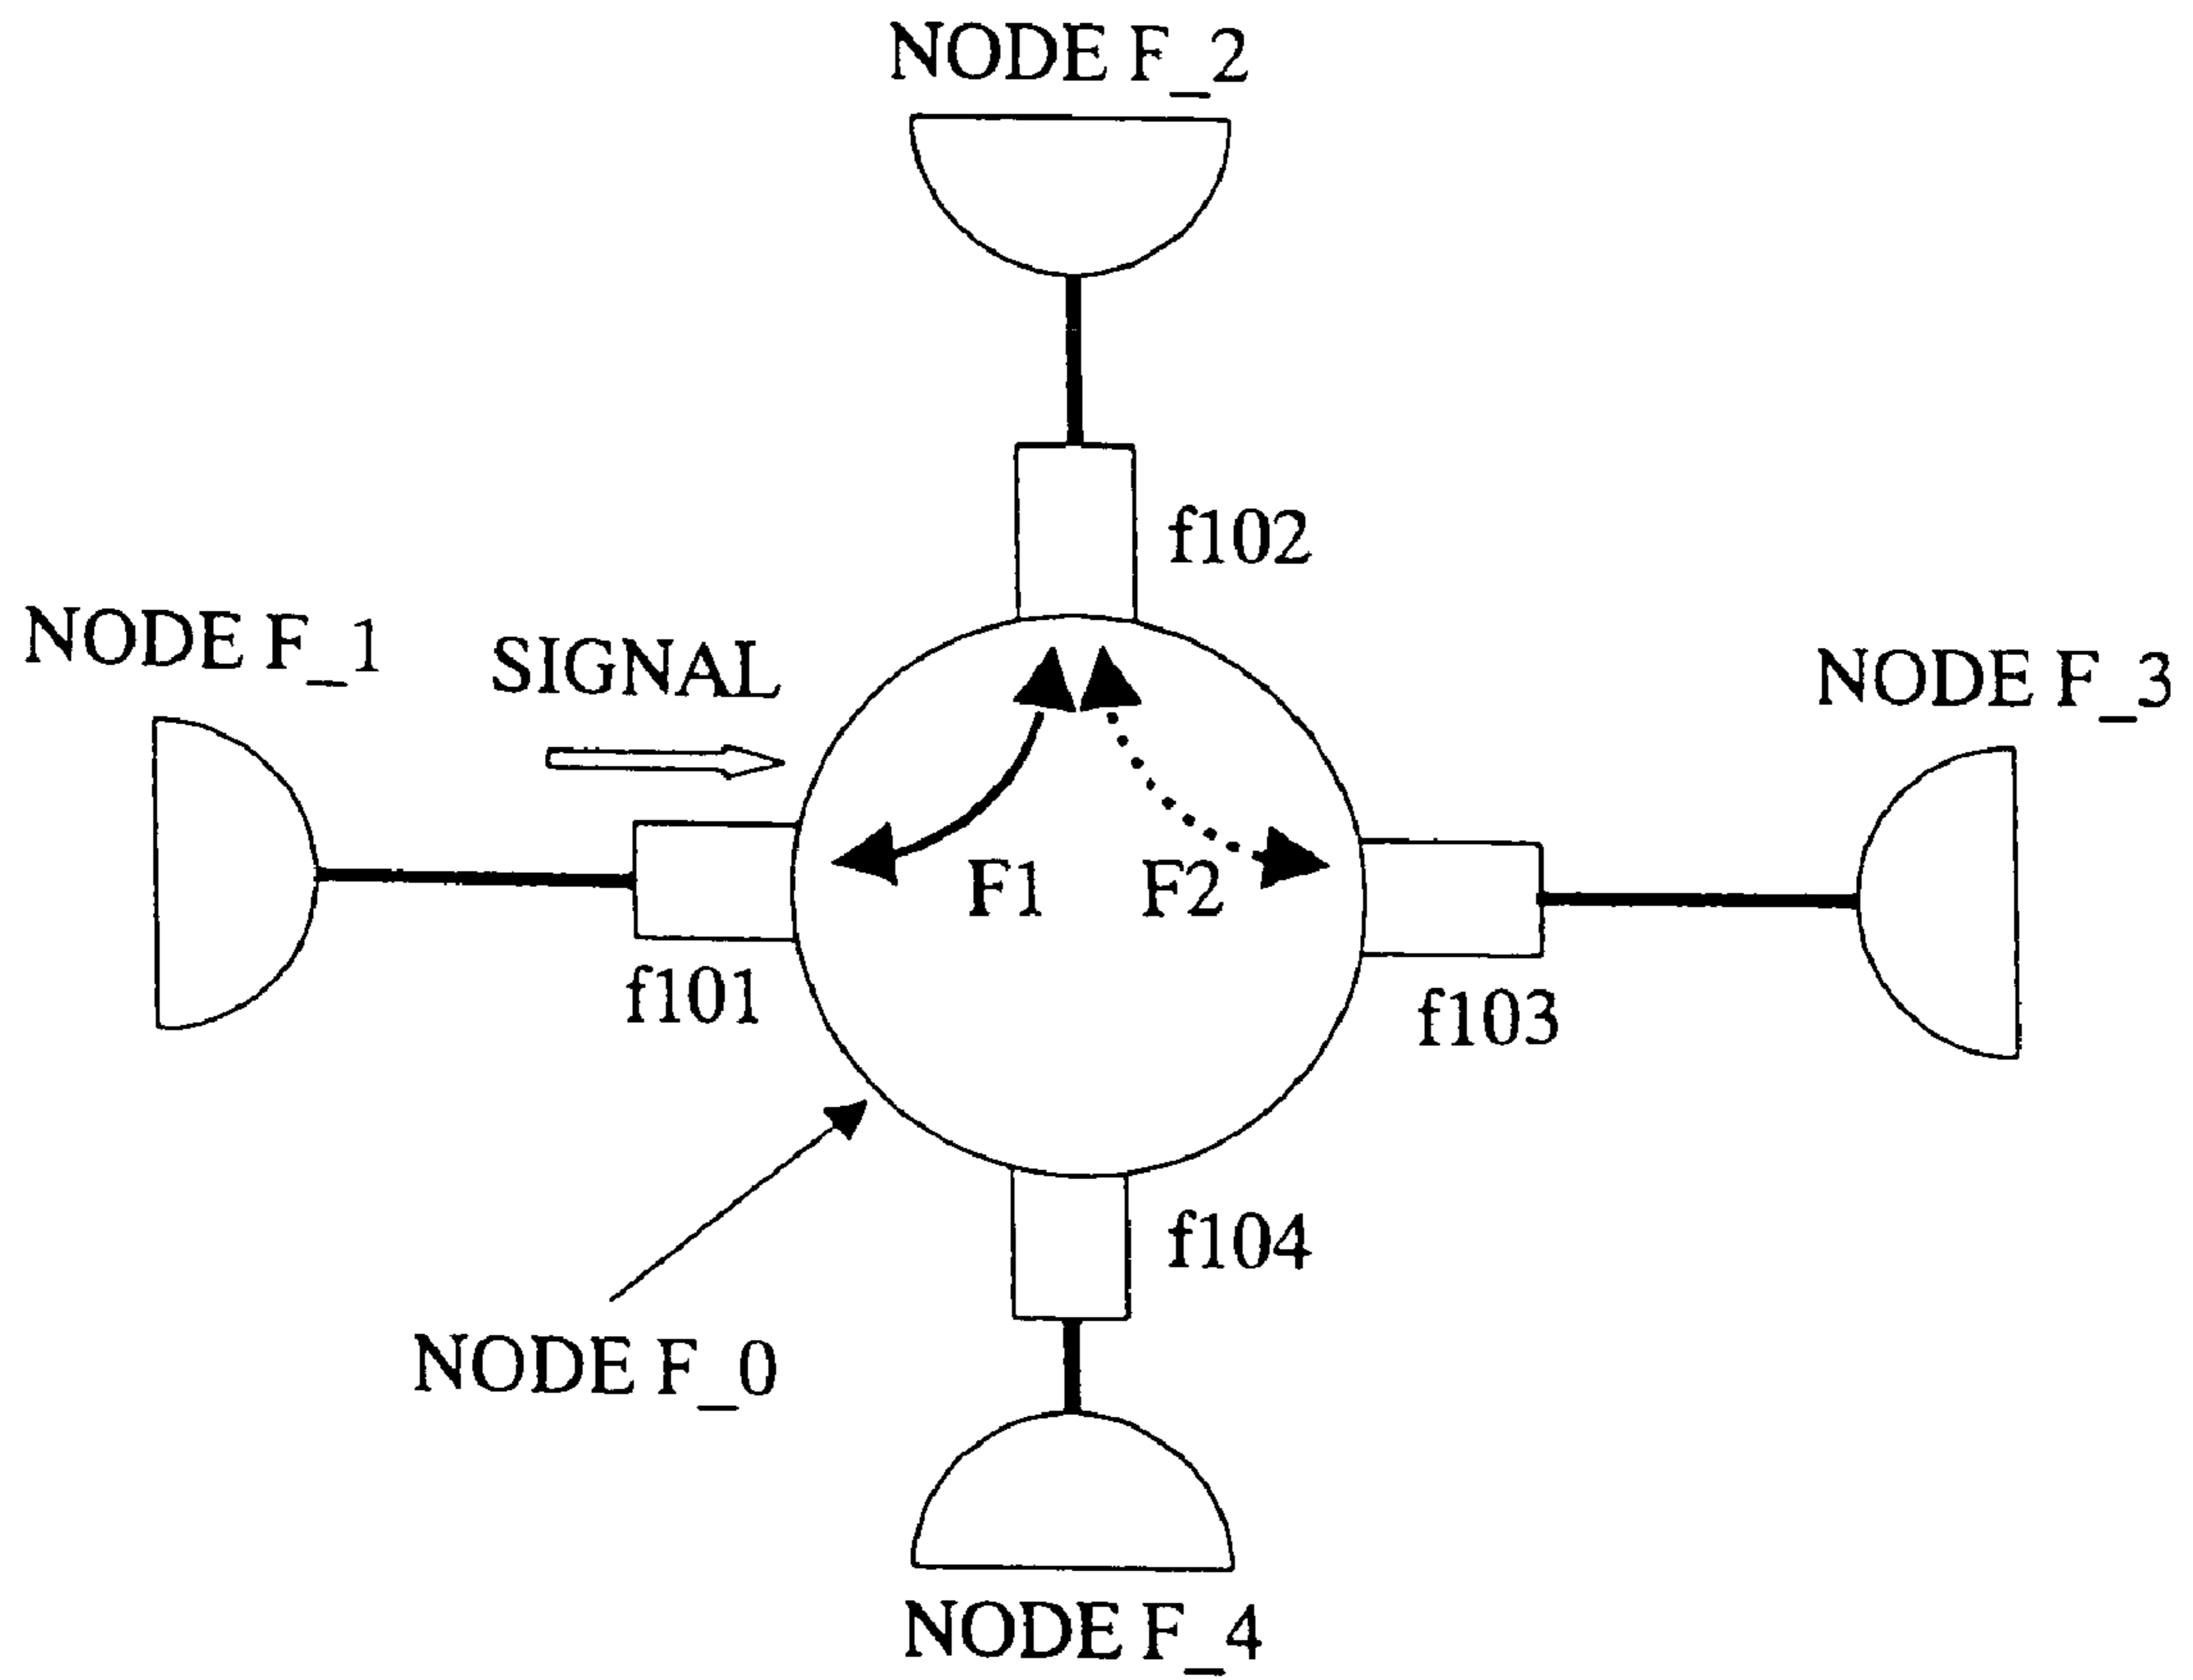 NODE F_2
f102
NODE F_1
SIGNAL
NODE F_3
F1
F2
f101
f103
f104
NODE F_0
NODE F_4